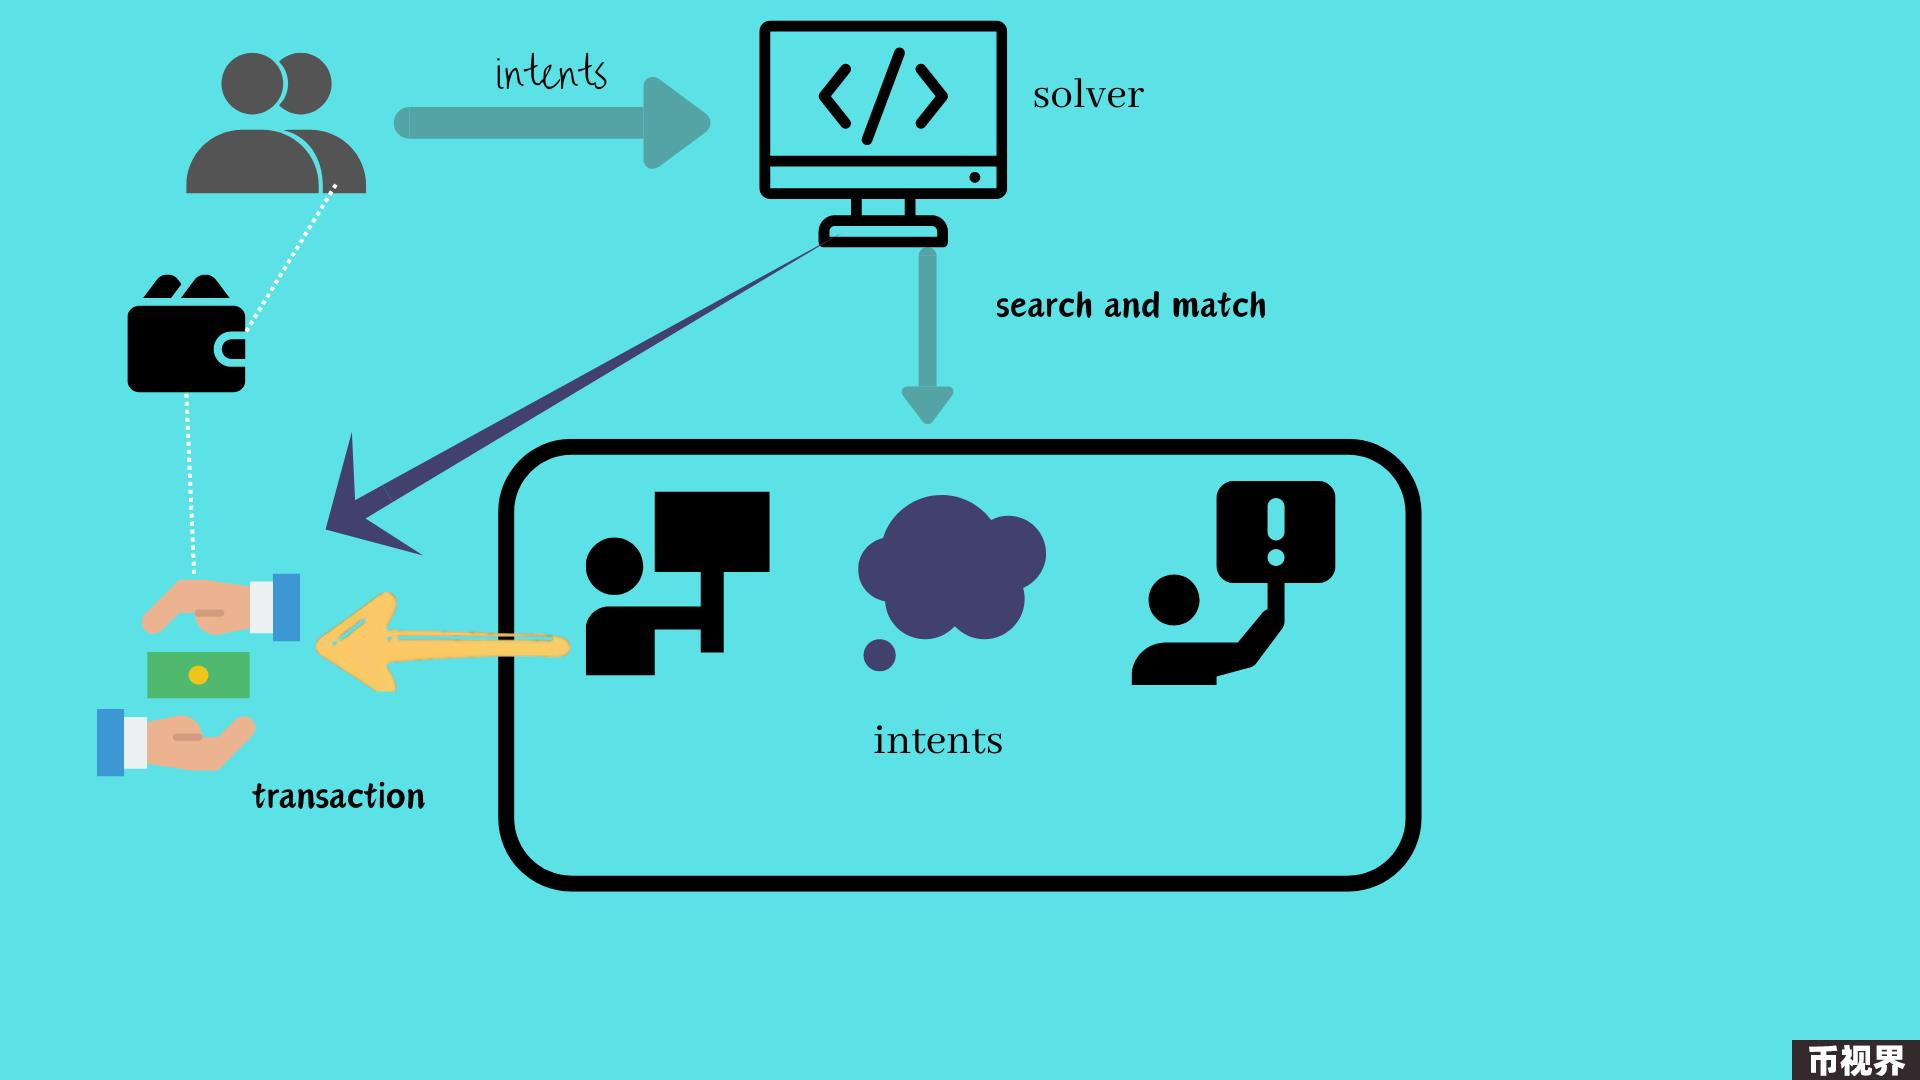 intents
solver
search and match
intents
transaction
币视界